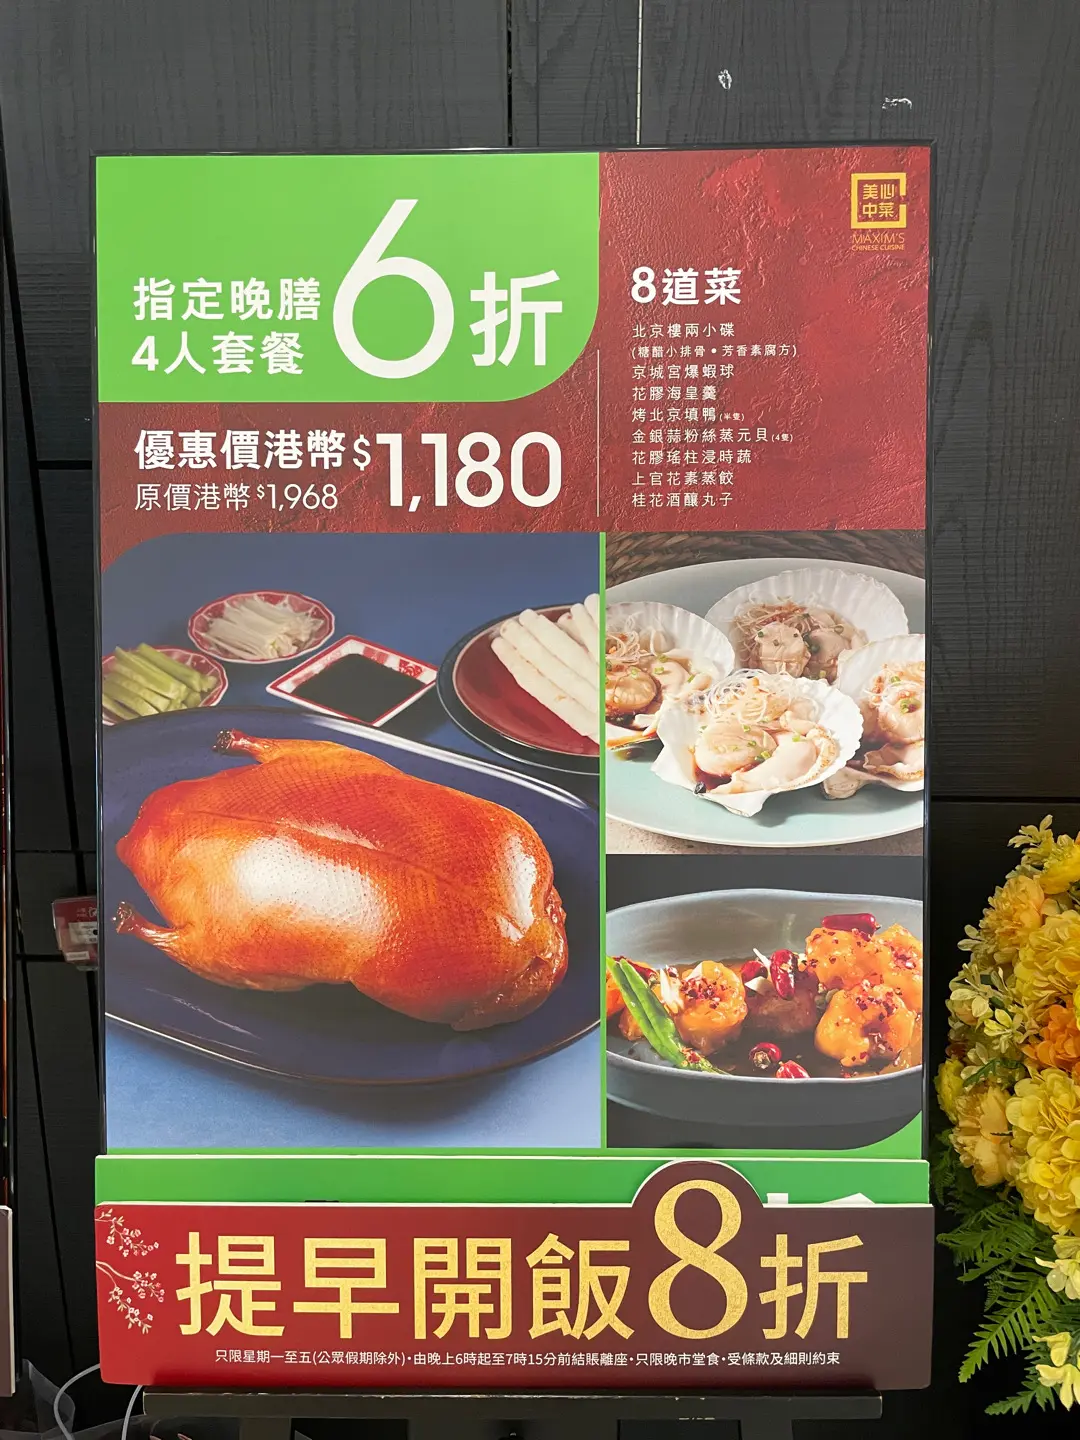 指定晚膳
4人套餐
6折
優惠價港幣$1,180
原價港幣$1,968
美心
中菜
MAXIM'S
CHINESE CUISINE
8道菜
北京樓兩小碟
(糖醋小排骨•芳香素腐方)
京城宮爆蝦球
花膠海皇羹
烤北京填鴨(半隻)
金銀蒜粉絲蒸元貝(4隻)
花膠瑤柱浸時蔬
上官花素蒸餃
桂花酒釀丸子
提早開飯8折
只限星期一至五(公眾假期除外)•由晚上6時起至7時15分前結賬離座•只限晚市堂食•受條款及細則約束